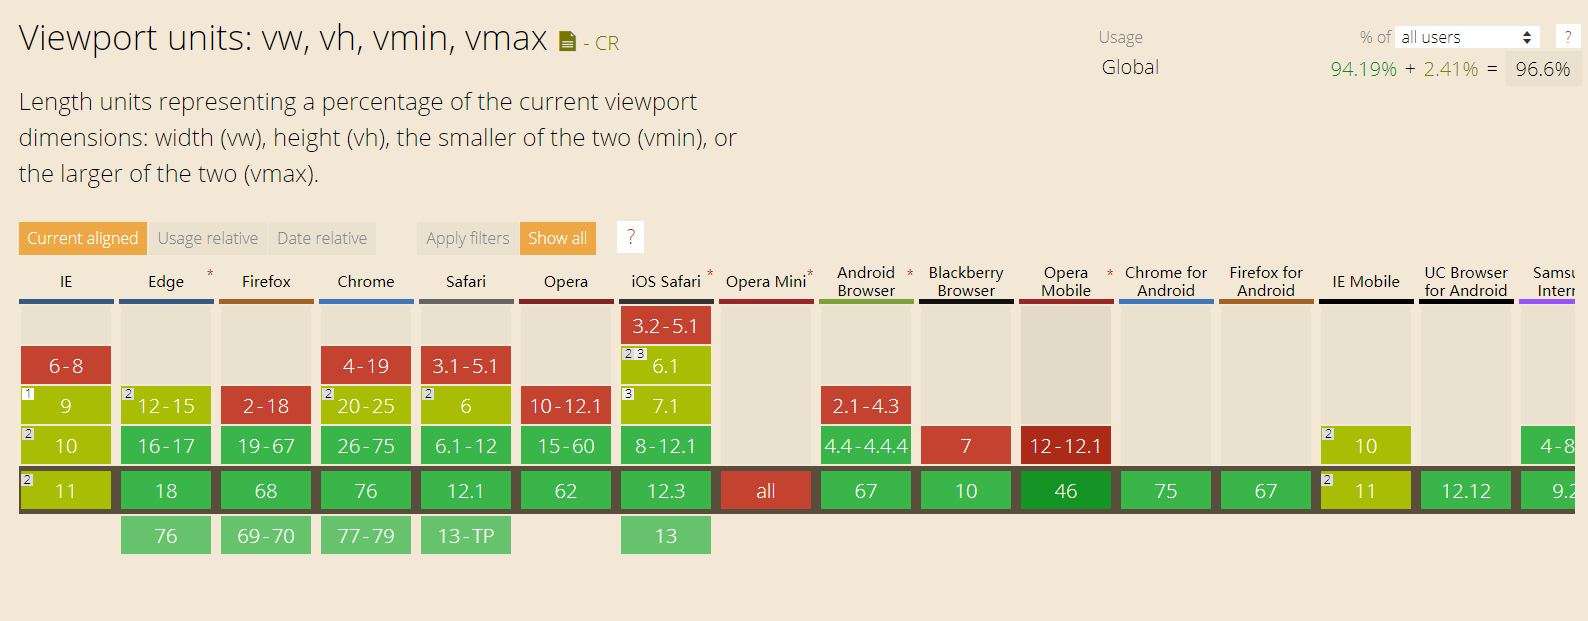 Viewport units: vw, vh, vmin, vmax - CR
Usage % of all users ?
Global 94.19% + 2.41% = 96.6%
Length units representing a percentage of the current viewport
dimensions: width (vw), height (vh), the smaller of the two (vmin), or
the larger of the two (vmax).
Current aligned Usage relative Date relative Apply filters Show all ?
IE Edge * Firefox Chrome Safari Opera iOS Safari * Opera Mini * Android Browser * Blackberry Browser Opera Mobile * Chrome for Android Firefox for Android IE Mobile UC Browser for Android Samsu Intern
3.2-5.1
6-8 4-19 3.1-5.1 2 3 6.1
1 9 2 12-15 2-18 2 20-25 2 6 10-12.1 3 7.1 2.1-4.3
2 10 16-17 19-67 26-75 6.1-12 15-60 8-12.1 4.4-4.4.4 7 12-12.1 2 10 4-8
2 11 18 68 76 12.1 62 12.3 all 67 10 46 75 67 2 11 12.12 9.2
76 69-70 77-79 13-TP 13